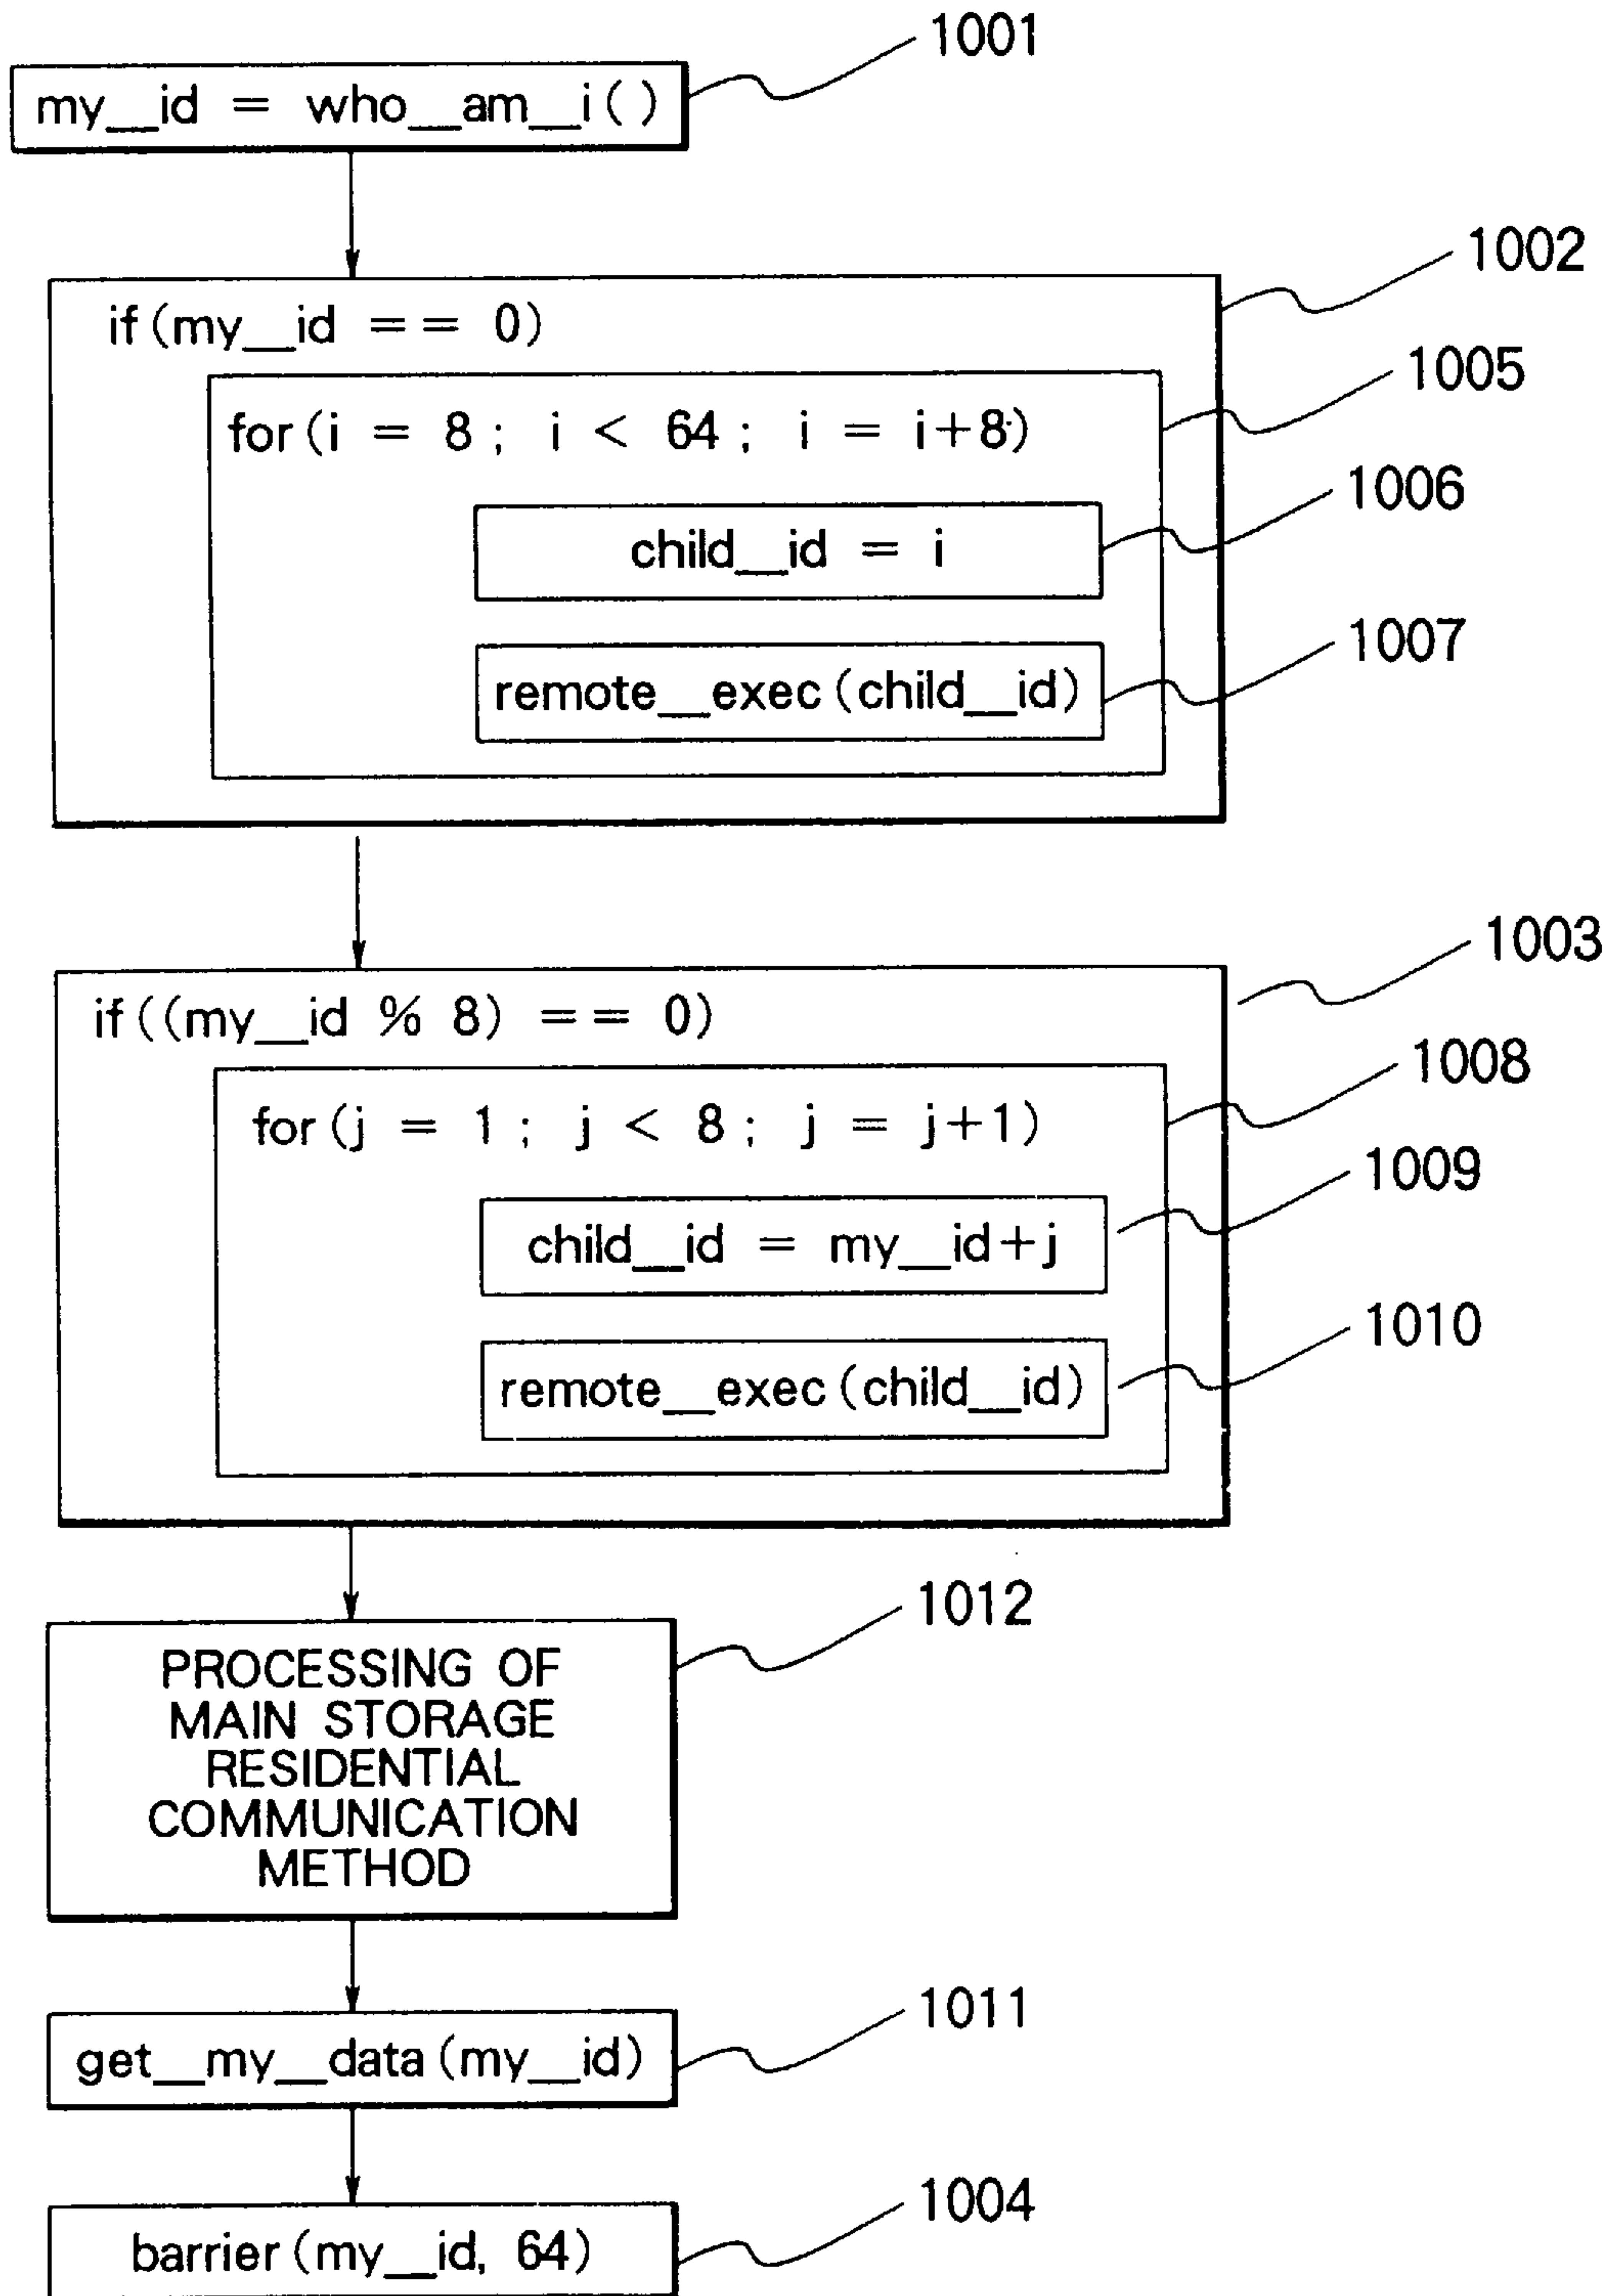 1001
my__id = who__am__i()
1002
if(my__id == 0)
1005
for(i = 8; i < 64; i = i+8)
1006
child__id = i
1007
remote__exec(child__id)
1003
if((my__id % 8) == 0)
1008
for(j = 1; j < 8; j = j+1)
1009
child__id = my__id+j
1010
remote__exec(child__id)
1012
PROCESSING OF
MAIN STORAGE
RESIDENTIAL
COMMUNICATION
METHOD
1011
get__my__data(my__id)
1004
barrier(my__id, 64)